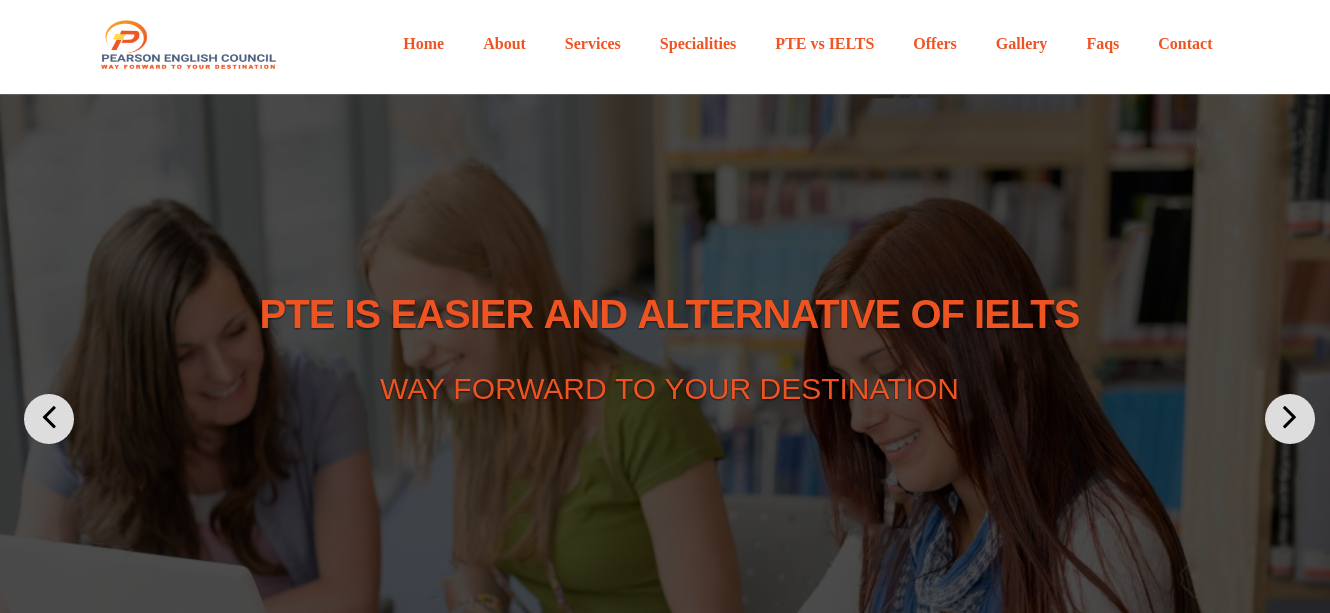 PEARSON ENGLISH COUNCIL
WAY FORWARD TO YOUR DESTINATION
Home About Services Specialities PTE vs IELTS Offers Gallery Faqs Contact
PTE IS EASIER AND ALTERNATIVE OF IELTS
WAY FORWARD TO YOUR DESTINATION